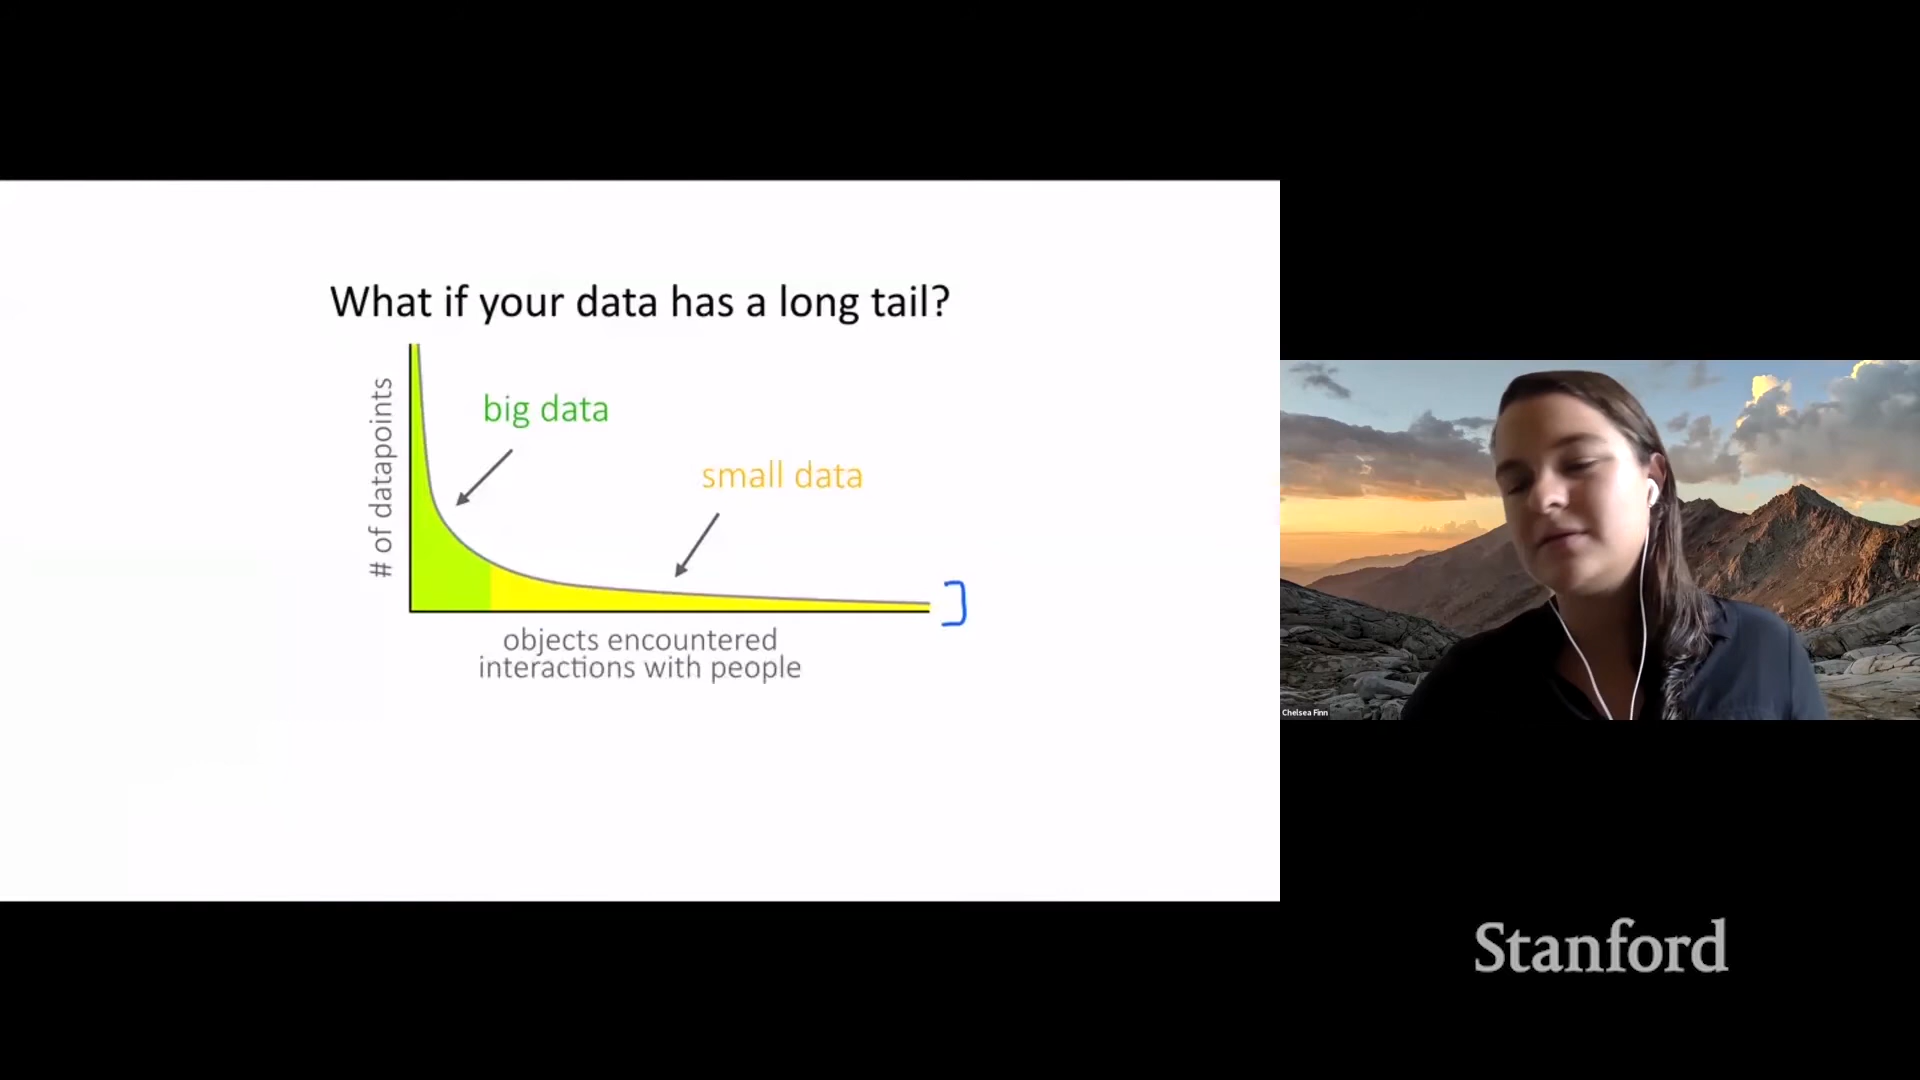 What if your data has a long tail?
# of datapoints
big data
small data
objects encountered
interactions with people
Chelsea Finn
Stanford